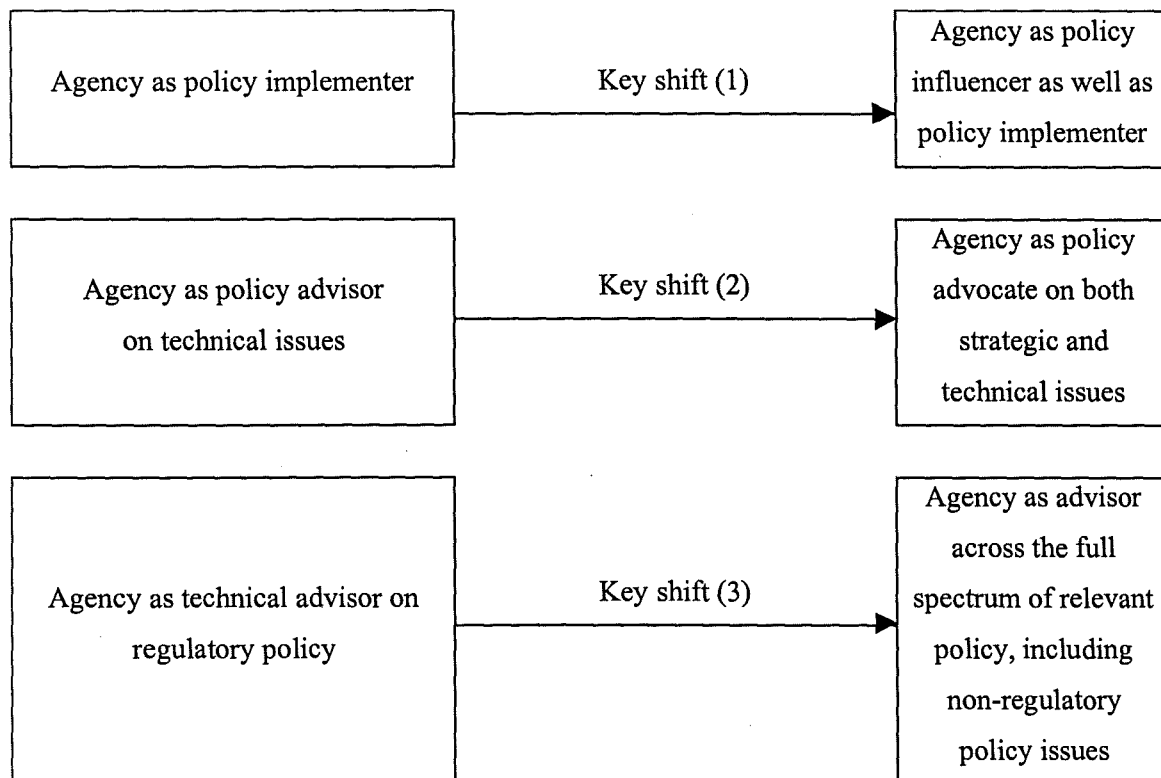 Agency as policy implementer
Key shift (1)
Agency as policy
influencer as well as
policy implementer
Agency as policy advisor
on technical issues
Key shift (2)
Agency as policy
advocate on both
strategic and
technical issues
Agency as technical advisor on
regulatory policy
Key shift (3)
Agency as advisor
across the full
spectrum of relevant
policy, including
non-regulatory
policy issues